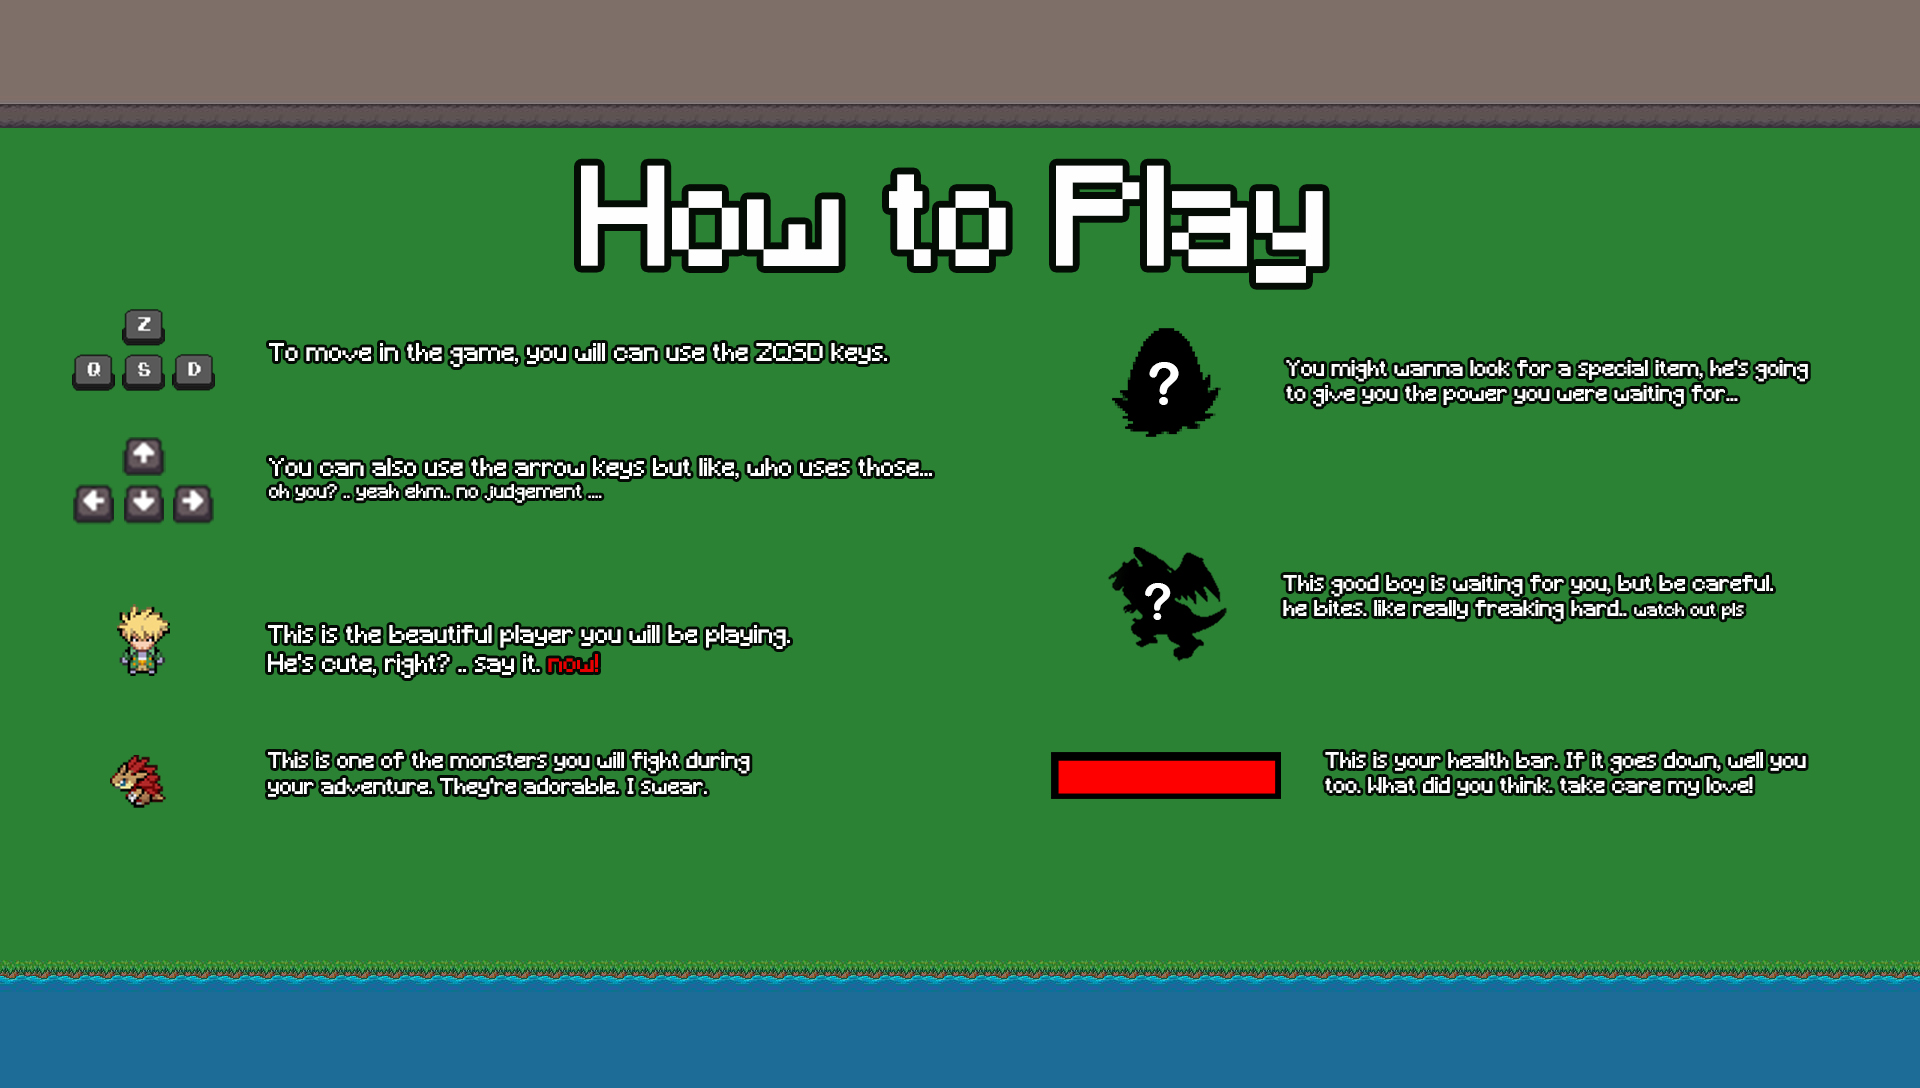 How to Play
Z
Q S D
To move in the game, you will can use the ZQSD keys.
You can also use the arrow keys but like, who uses those...
oh you? .. yeah ehm.. no judgement ....
This is the beautiful player you will be playing.
He's cute, right? .. say it. now!
This is one of the monsters you will fight during
your adventure. They're adorable. I swear.
?
You might wanna look for a special item, he's going
to give you the power you were waiting for...
?
This good boy is waiting for you, but be careful.
he bites. like really freaking hard.. watch out pls
This is your health bar. If it goes down, well you
too. What did you think. take care my love!